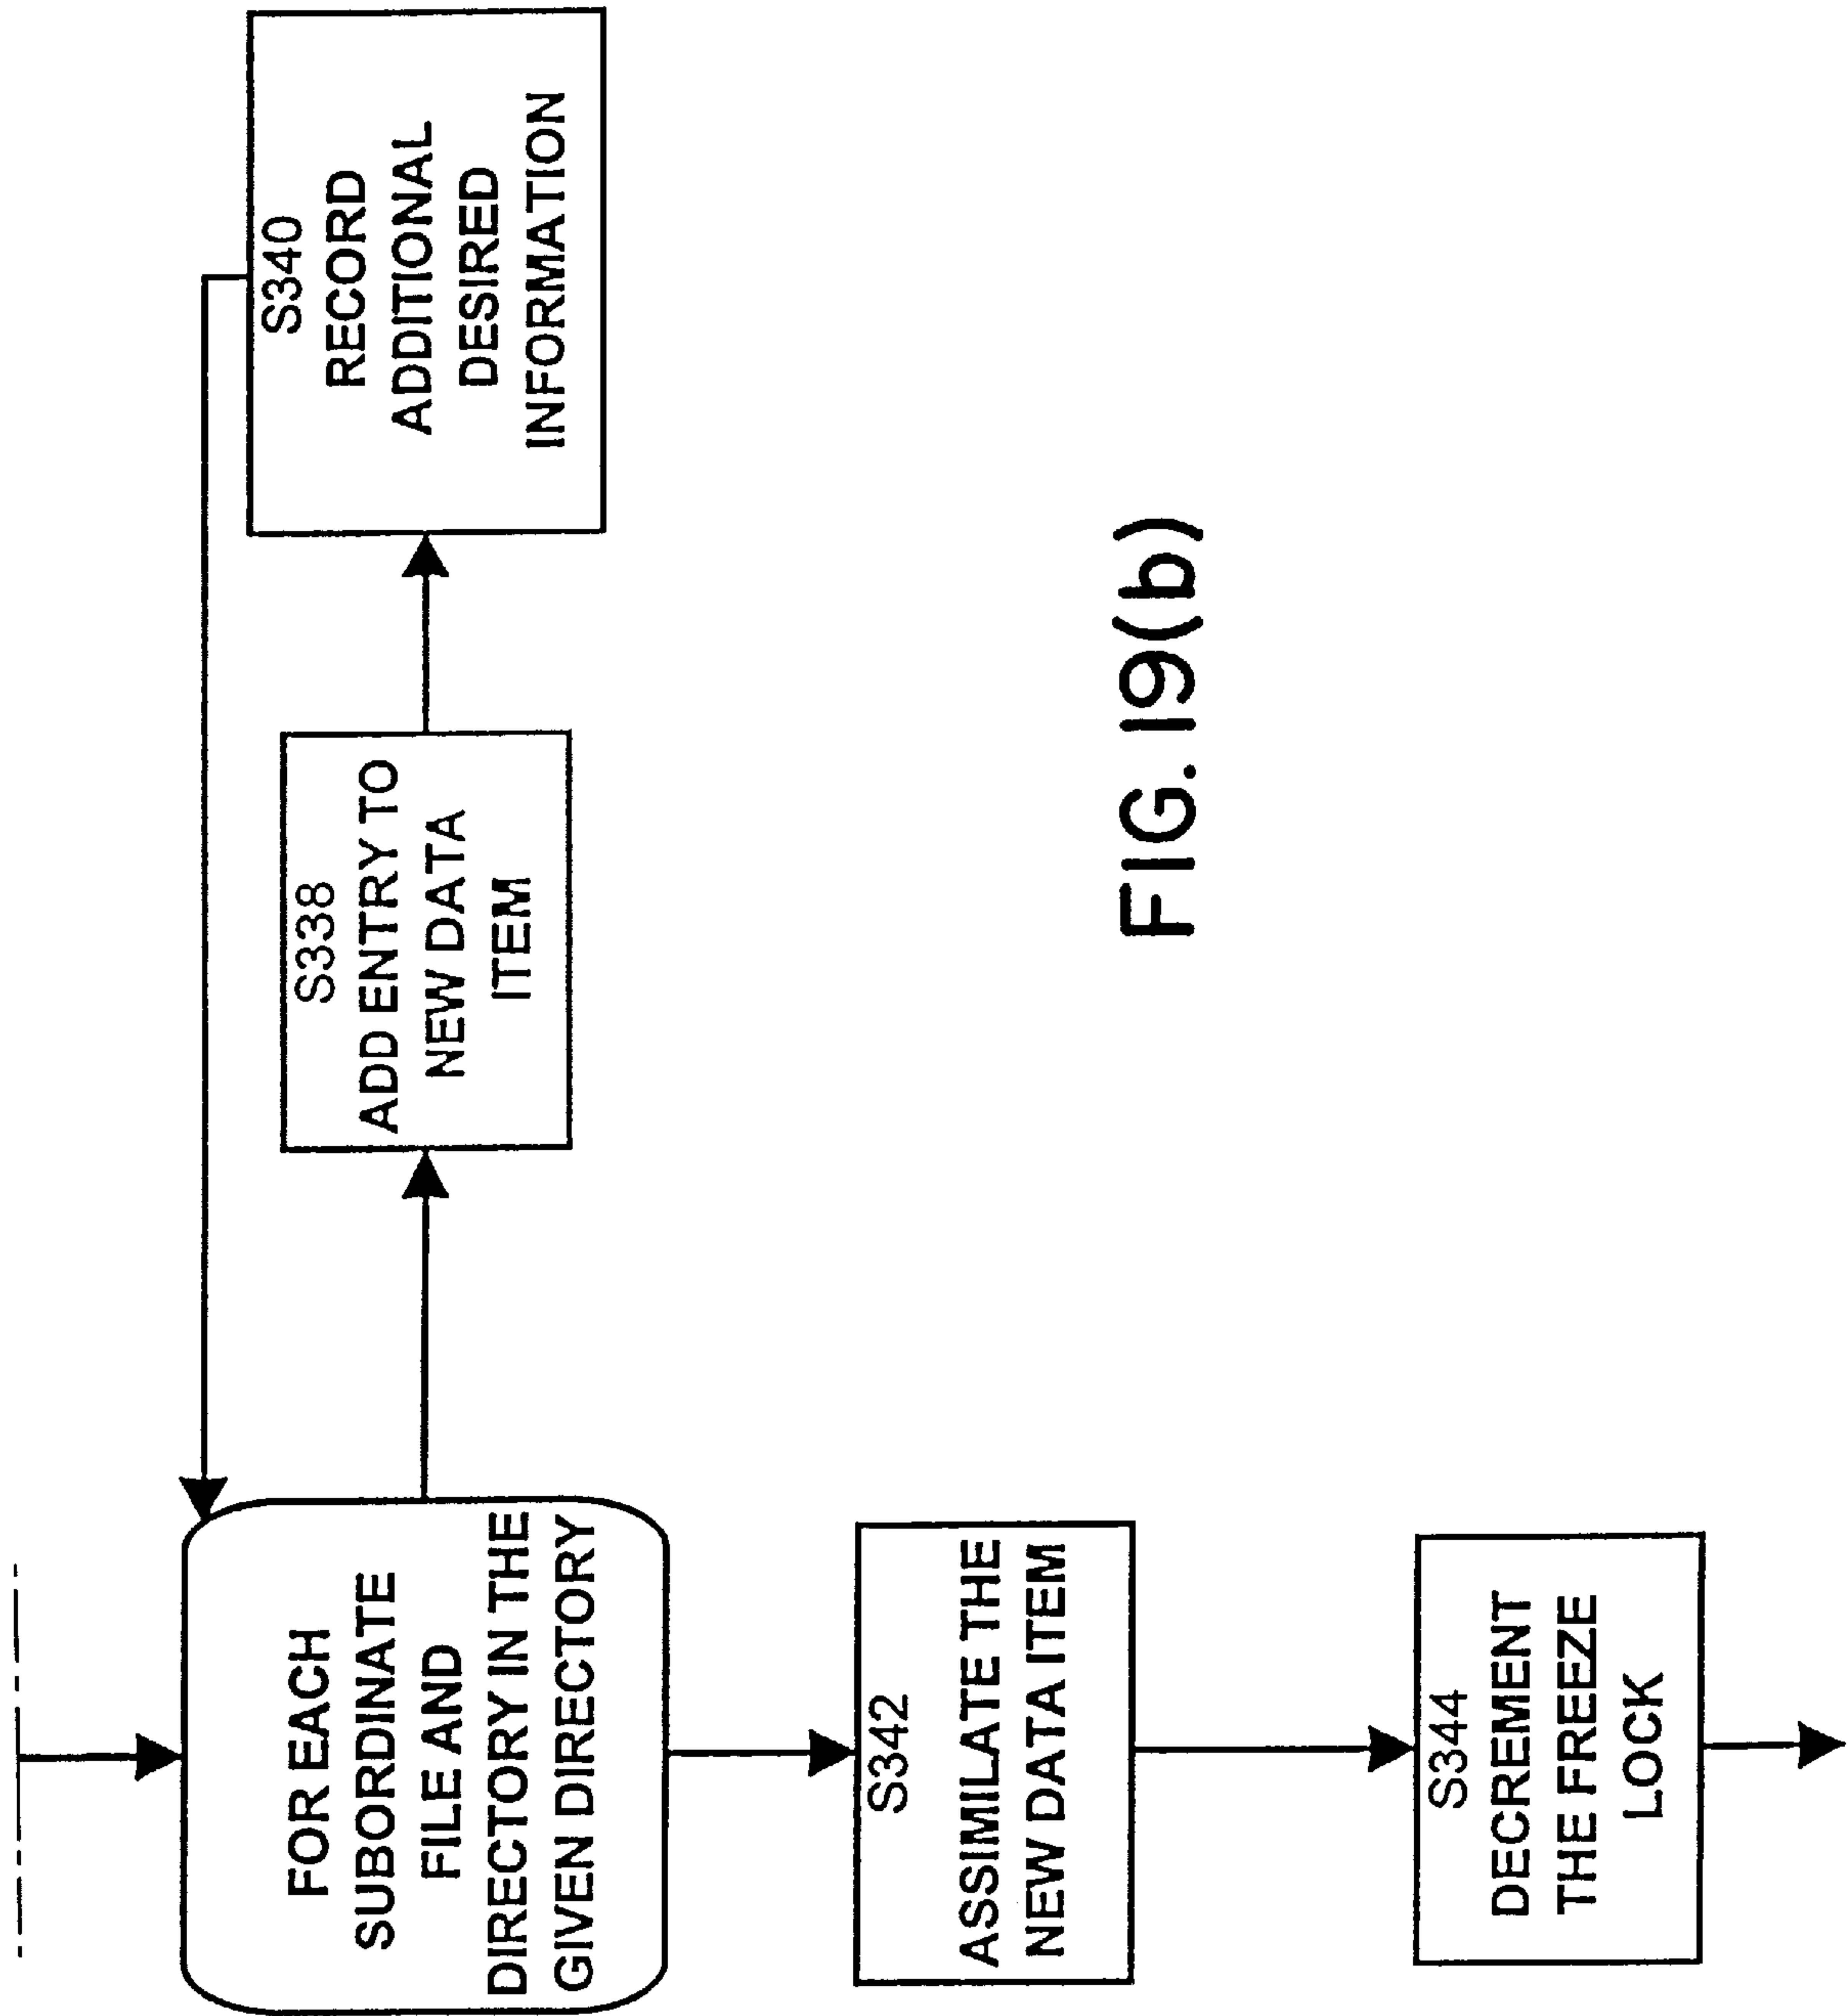 FOR EACH
SUBORDINATE
FILE AND
DIRECTORY IN THE
GIVEN DIRECTORY
S338
ADD ENTRY TO
NEW DATA
ITEM
S340
RECORD
ADDITIONAL
DESIRED
INFORMATION
S342
ASSIMILATE THE
NEW DATA ITEM
S344
DECREMENT
THE FREEZE
LOCK
FIG. 19(b)